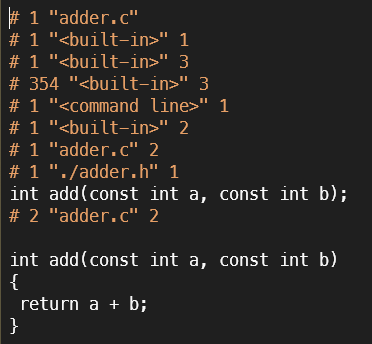 # 1 "adder.c"
# 1 "<built-in>" 1
# 1 "<built-in>" 3
# 354 "<built-in>" 3
# 1 "<command line>" 1
# 1 "<built-in>" 2
# 1 "adder.c" 2
# 1 "./adder.h" 1
int add(const int a, const int b);
# 2 "adder.c" 2

int add(const int a, const int b)
{
 return a + b;
}